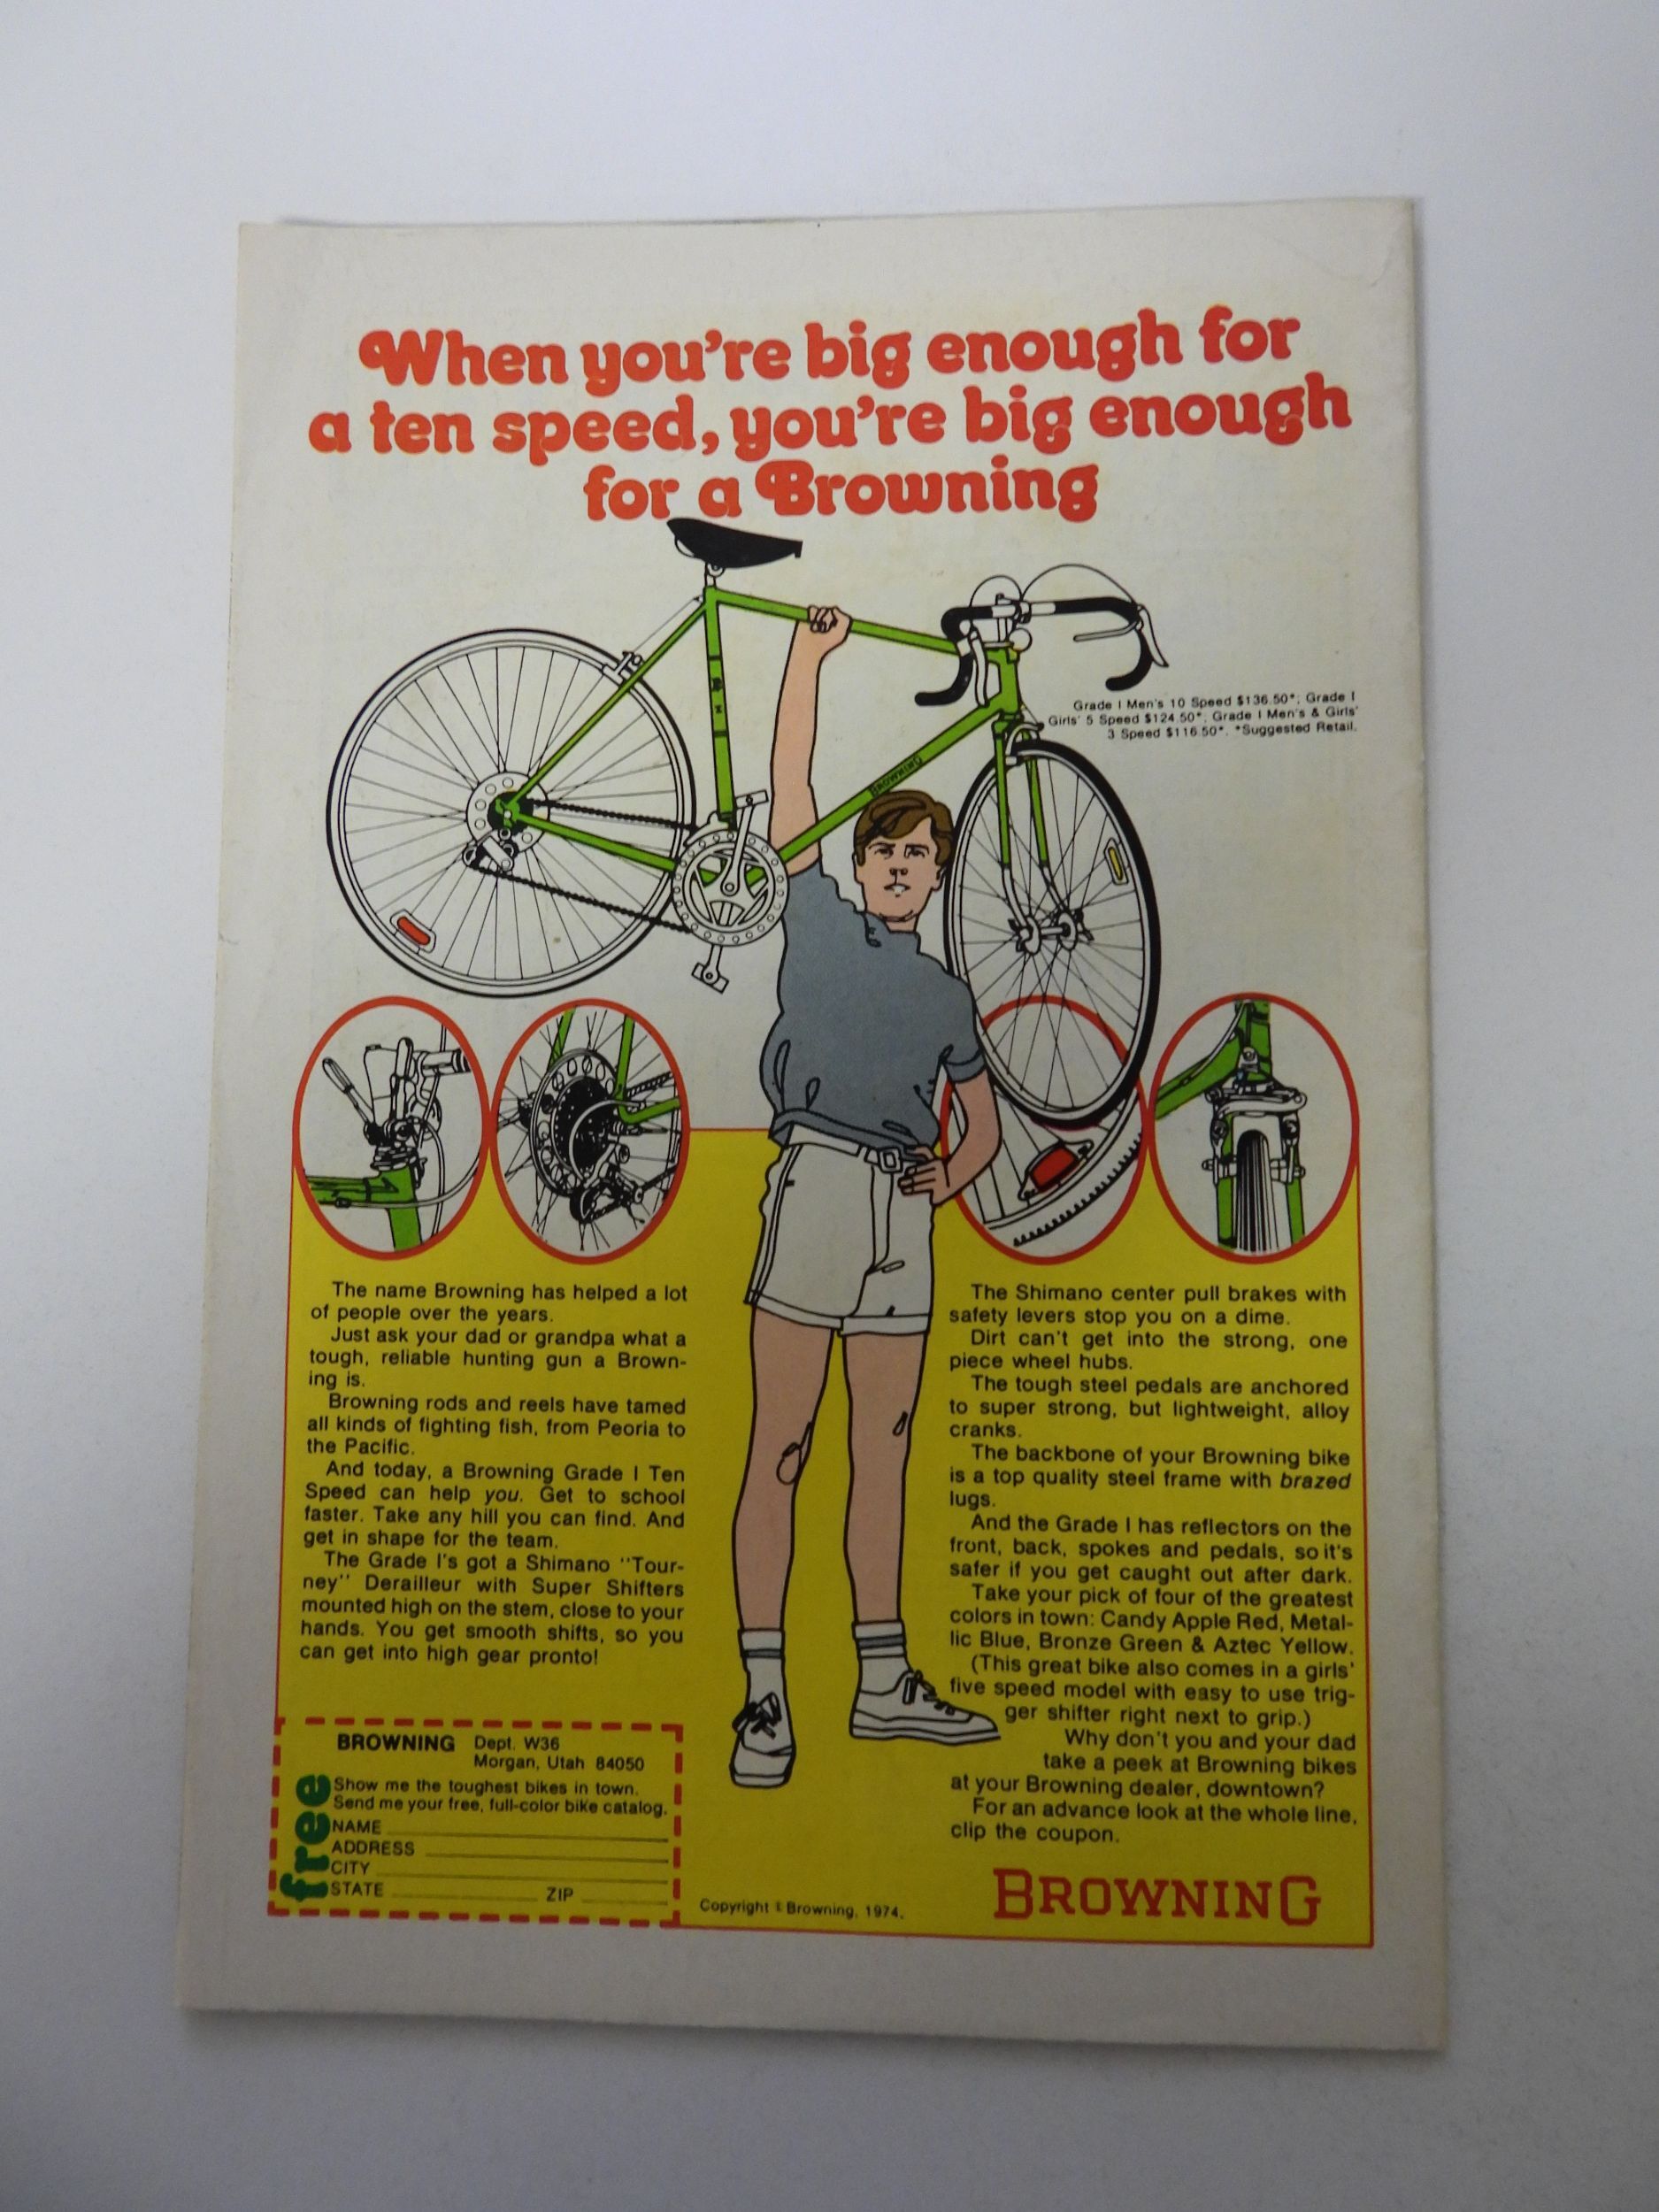 When you're big enough for
a ten speed, you're big enough
for a Browning
Grade I Men's 10 Speed $136.50*; Grade I
Girls' 5 Speed $124.50*; Grade I Men's & Girls'
3 Speed $116.50*. *Suggested Retail.
BROWNING
The name Browning has helped a lot
of people over the years.
Just ask your dad or grandpa what a
tough, reliable hunting gun a Brown-
ing is.
Browning rods and reels have tamed
all kinds of fighting fish, from Peoria to
the Pacific.
And today, a Browning Grade I Ten
Speed can help you. Get to school
faster. Take any hill you can find. And
get in shape for the team.
The Grade I's got a Shimano "Tour-
ney" Derailleur with Super Shifters
mounted high on the stem, close to your
hands. You get smooth shifts, so you
can get into high gear pronto!
The Shimano center pull brakes with
safety levers stop you on a dime.
Dirt can't get into the strong, one
piece wheel hubs.
The tough steel pedals are anchored
to super strong, but lightweight, alloy
cranks.
The backbone of your Browning bike
is a top quality steel frame with brazed
lugs.
And the Grade I has reflectors on the
front, back, spokes and pedals, so it's
safer if you get caught out after dark.
Take your pick of four of the greatest
colors in town: Candy Apple Red, Metal-
lic Blue, Bronze Green & Aztec Yellow.
(This great bike also comes in a girls'
five speed model with easy to use trig-
ger shifter right next to grip.)
Why don't you and your dad
take a peek at Browning bikes
at your Browning dealer, downtown?
For an advance look at the whole line,
clip the coupon.
BROWNING Dept. W36
Morgan, Utah 84050
free
Show me the toughest bikes in town.
Send me your free, full-color bike catalog.
NAME
ADDRESS
CITY
STATE ZIP
Copyright © Browning, 1974.
BROWNING